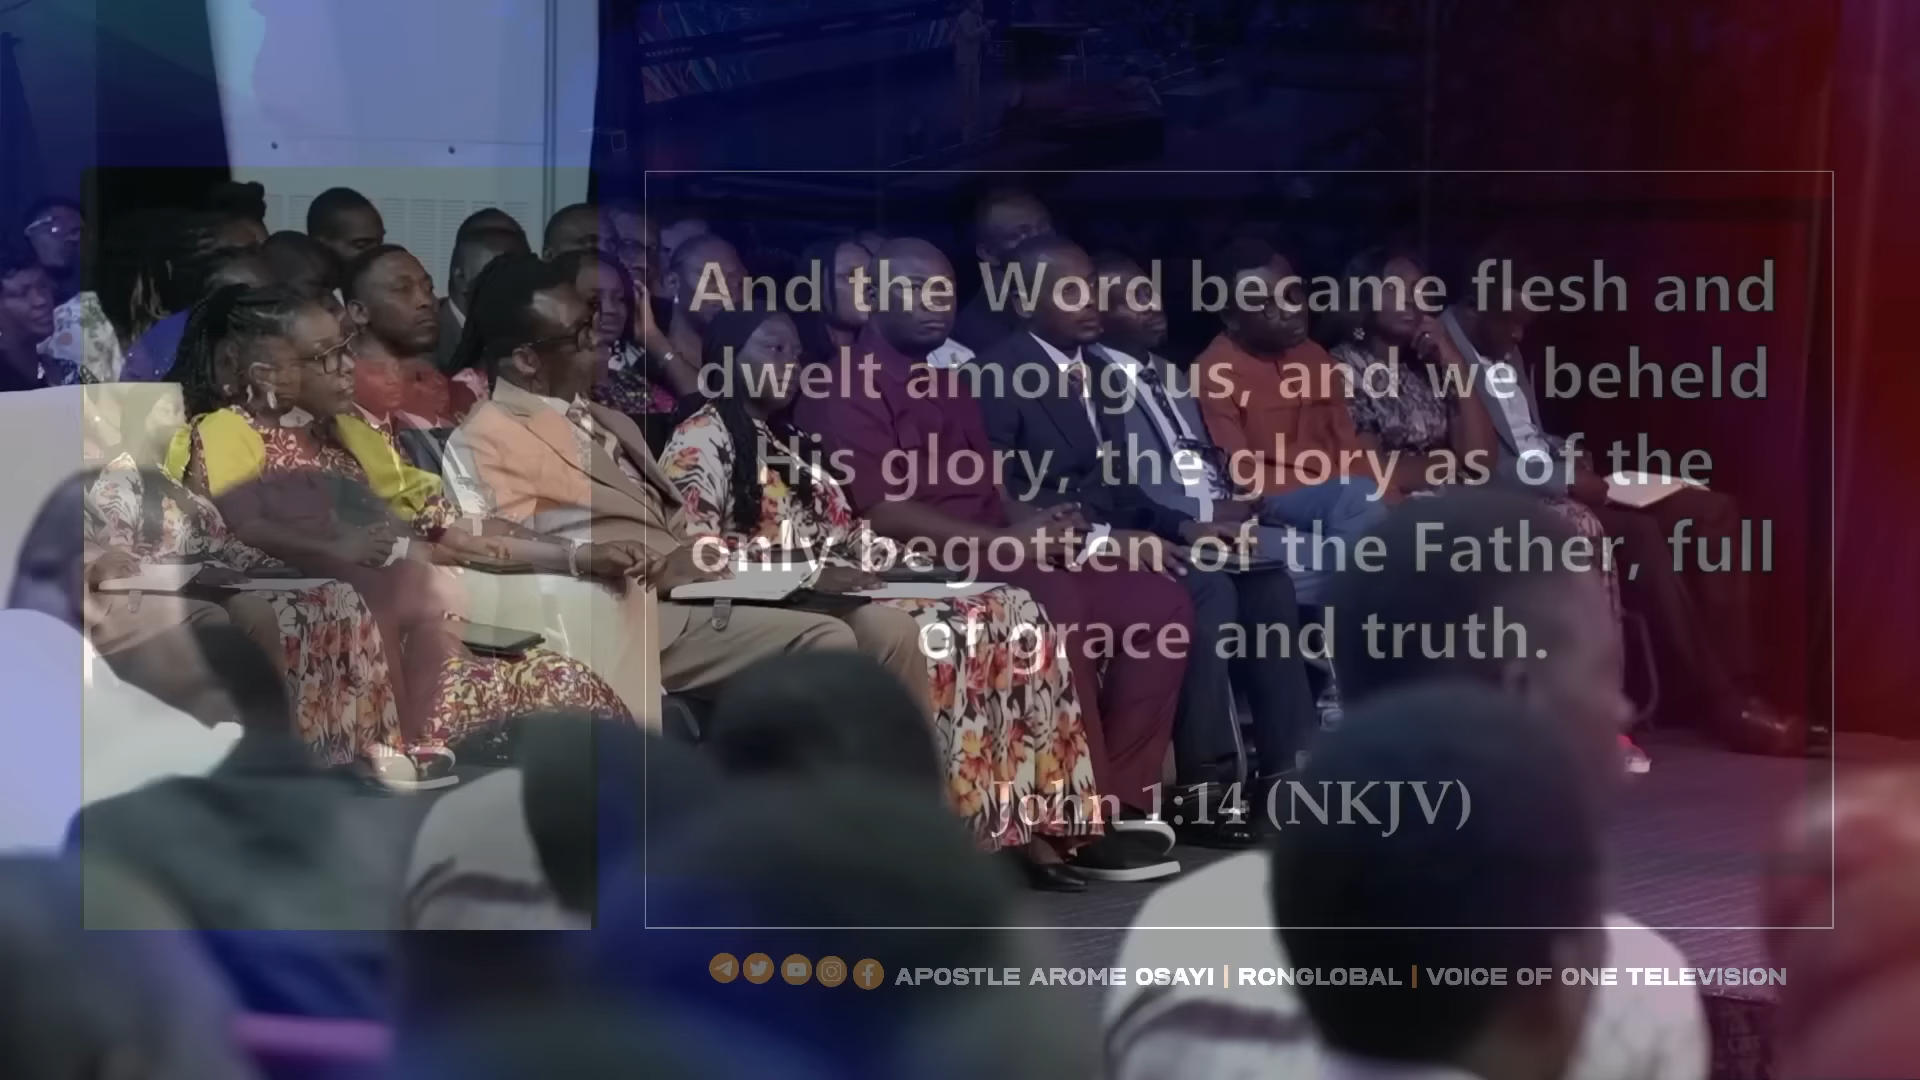 And the Word became flesh and
dwelt among us, and we beheld
His glory, the glory as of the
only begotten of the Father, full
of grace and truth.
John 1:14 (NKJV)
APOSTLE AROME OSAYI | RCNGLOBAL | VOICE OF ONE TELEVISION